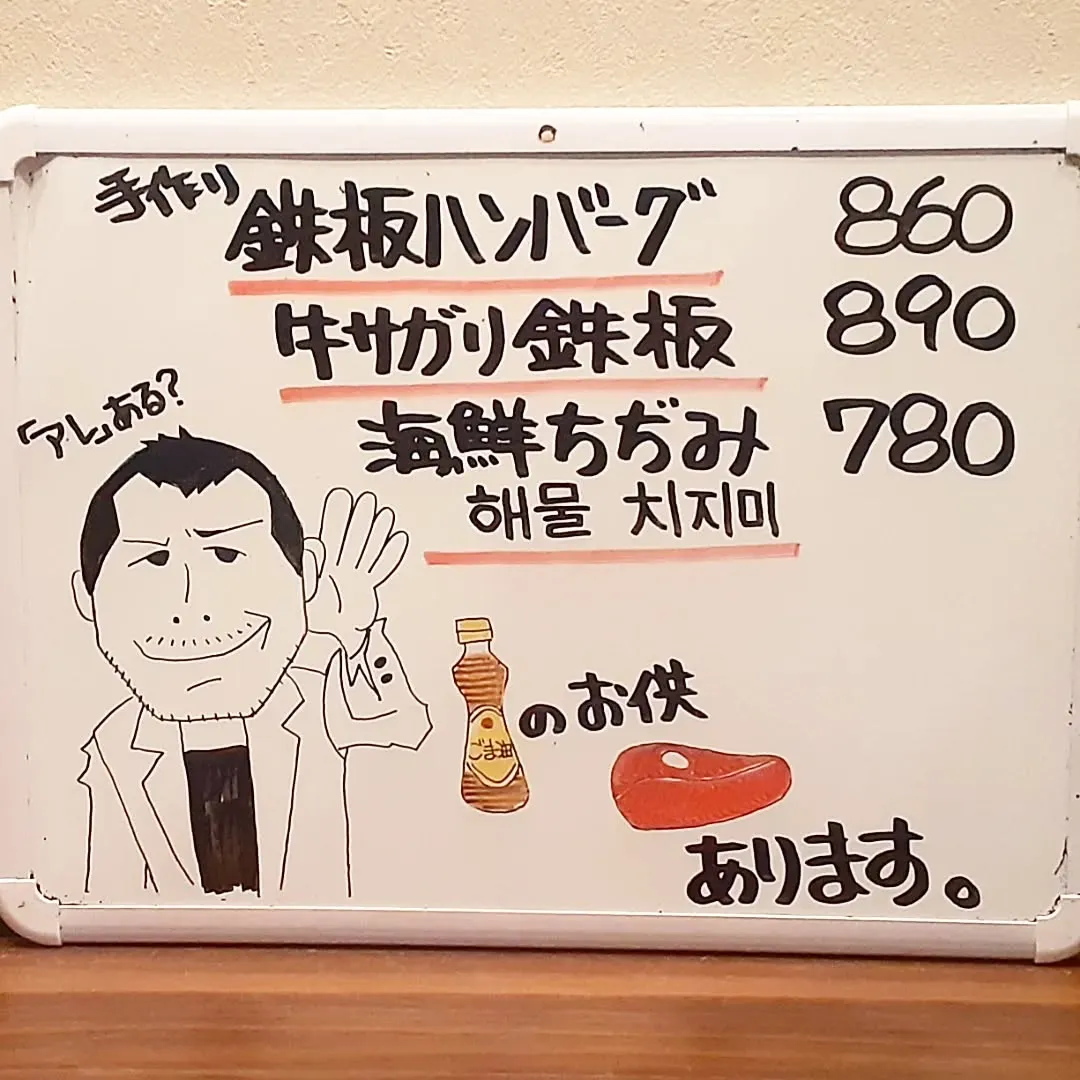 手作り鉄板ハンバーグ 860
牛サガリ鉄板 890
海鮮ちぢみ 780
해물 치지미
「アレ」ある?
ごま油
のお供
あります。